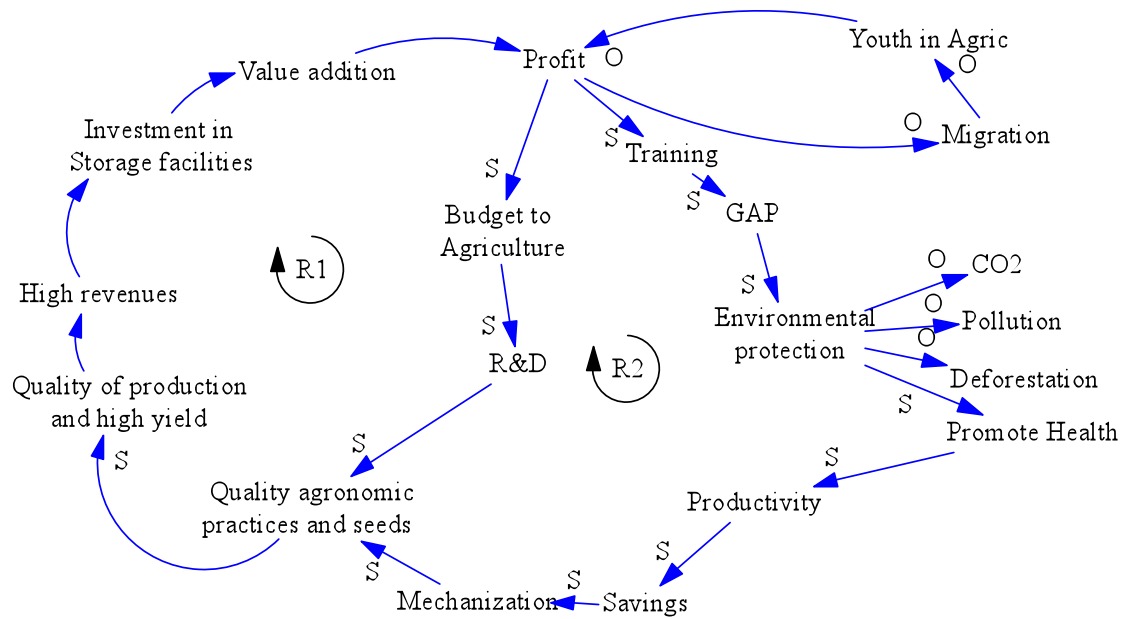 Youth in Agric
O
Profit
O
Value addition
Investment in
Storage facilities
O
Migration
S
Training
S
S
GAP
Budget to
Agriculture
O
CO2
R1
S
High revenues
O
Pollution
Environmental
protection
O
S
R&D
R2
Deforestation
Quality of production
and high yield
S
Promote Health
S
S
S
Quality agronomic
practices and seeds
Productivity
S
S
S
Mechanization
Savings